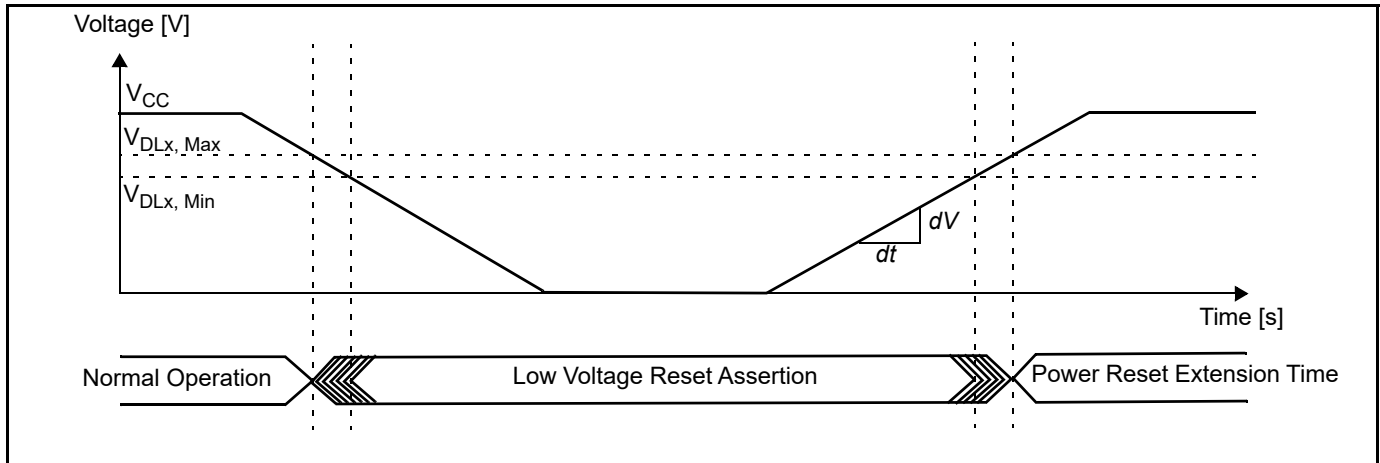 Voltage [V]
VCC
VDLx, Max
VDLx, Min
dV
dt
Time [s]
Normal Operation
Low Voltage Reset Assertion
Power Reset Extension Time